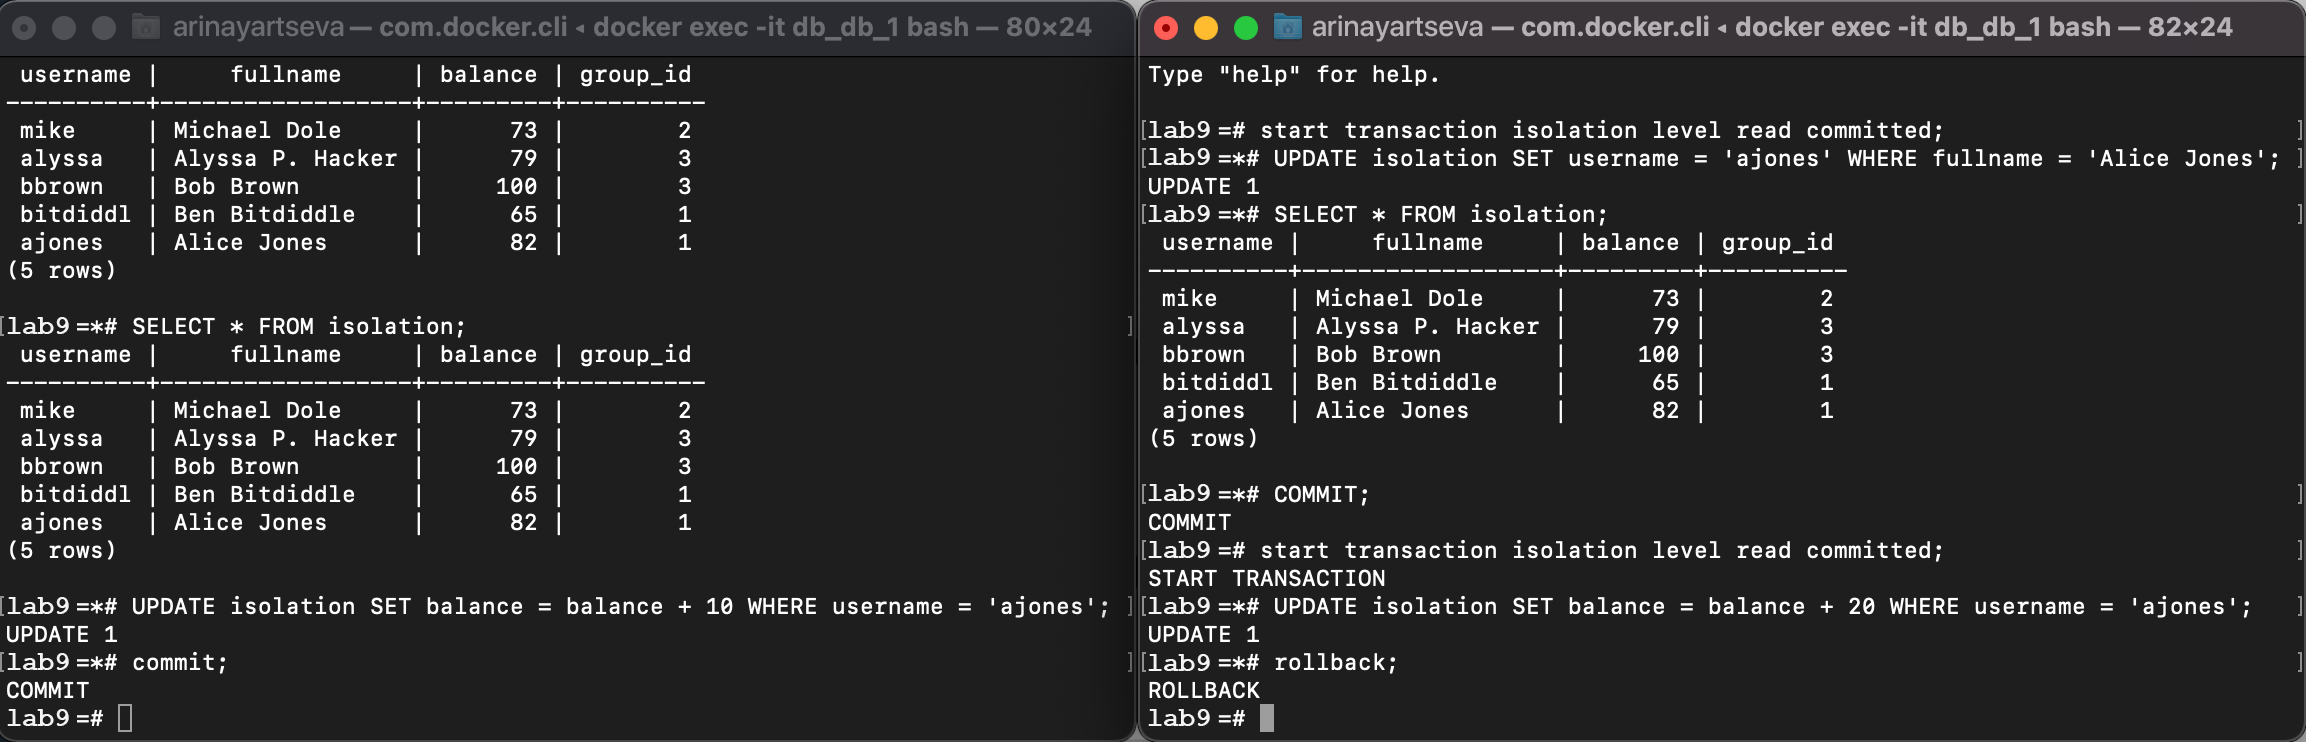 arinayartseva — com.docker.cli ◂ docker exec -it db_db_1 bash — 80×24
 username |     fullname     | balance | group_id
----------+------------------+---------+----------
 mike     | Michael Dole     |      73 |        2
 alyssa   | Alyssa P. Hacker |      79 |        3
 bbrown   | Bob Brown        |     100 |        3
 bitdiddl | Ben Bitdiddle    |      65 |        1
 ajones   | Alice Jones      |      82 |        1
(5 rows)
[lab9=*# SELECT * FROM isolation; ]
 username |     fullname     | balance | group_id
----------+------------------+---------+----------
 mike     | Michael Dole     |      73 |        2
 alyssa   | Alyssa P. Hacker |      79 |        3
 bbrown   | Bob Brown        |     100 |        3
 bitdiddl | Ben Bitdiddle    |      65 |        1
 ajones   | Alice Jones      |      82 |        1
(5 rows)
[lab9=*# UPDATE isolation SET balance = balance + 10 WHERE username = 'ajones'; ]
UPDATE 1
[lab9=*# commit; ]
COMMIT
lab9=#
arinayartseva — com.docker.cli ◂ docker exec -it db_db_1 bash — 82×24
Type "help" for help.
[lab9=# start transaction isolation level read committed; ]
[lab9=*# UPDATE isolation SET username = 'ajones' WHERE fullname = 'Alice Jones'; ]
UPDATE 1
[lab9=*# SELECT * FROM isolation; ]
 username |     fullname     | balance | group_id
----------+------------------+---------+----------
 mike     | Michael Dole     |      73 |        2
 alyssa   | Alyssa P. Hacker |      79 |        3
 bbrown   | Bob Brown        |     100 |        3
 bitdiddl | Ben Bitdiddle    |      65 |        1
 ajones   | Alice Jones      |      82 |        1
(5 rows)
[lab9=*# COMMIT; ]
COMMIT
[lab9=# start transaction isolation level read committed; ]
START TRANSACTION
[lab9=*# UPDATE isolation SET balance = balance + 20 WHERE username = 'ajones'; ]
UPDATE 1
[lab9=*# rollback; ]
ROLLBACK
lab9=#